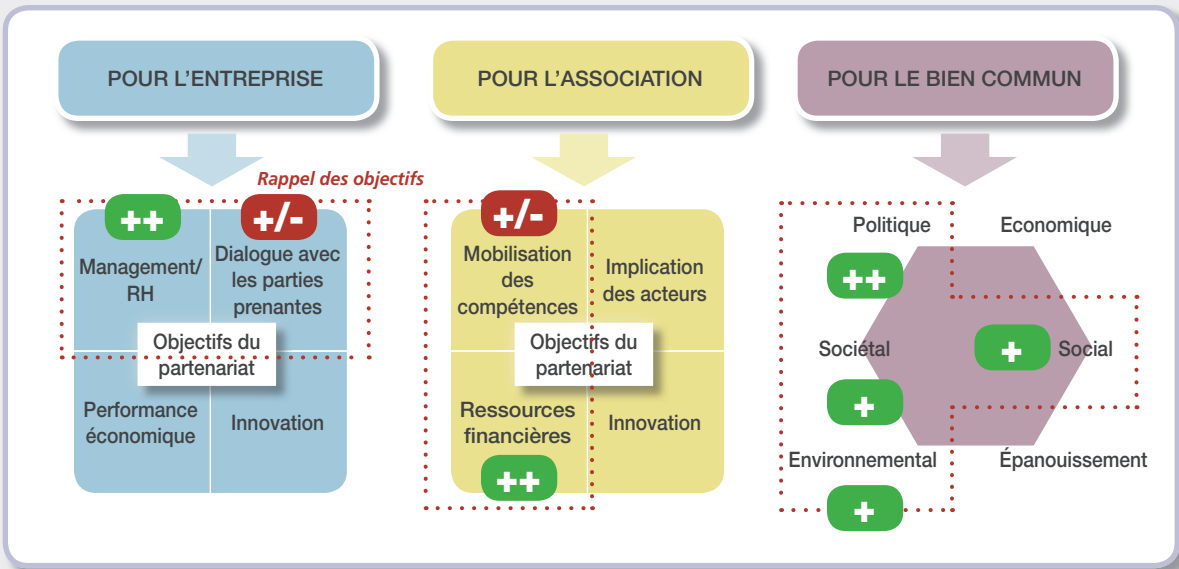 POUR L'ENTREPRISE
POUR L'ASSOCIATION
POUR LE BIEN COMMUN
Rappel des objectifs
++
+/-
Management/
RH
Dialogue avec
les parties
prenantes
Objectifs du
partenariat
Performance
économique
Innovation
+/-
Mobilisation
des
compétences
Implication
des acteurs
Objectifs du
partenariat
Ressources
financières
++
Innovation
Politique
Economique
++
Sociétal
+
Social
+
Environnemental
Épanouissement
+